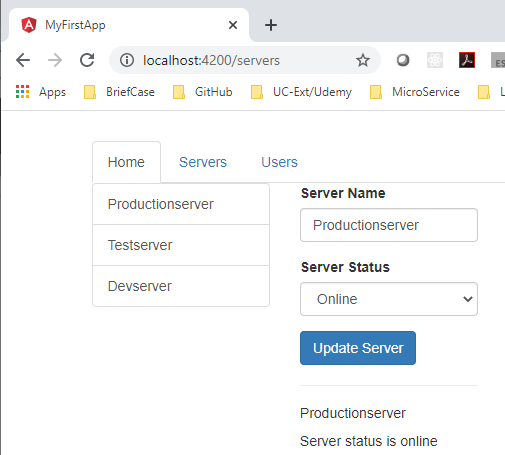 MyFirstApp
localhost:4200/servers
Apps BriefCase GitHub UC-Ext/Udemy MicroService L
ES
Home Servers Users
Productionserver
Testserver
Devserver
Server Name
Productionserver
Server Status
Online
Update Server
Productionserver
Server status is online